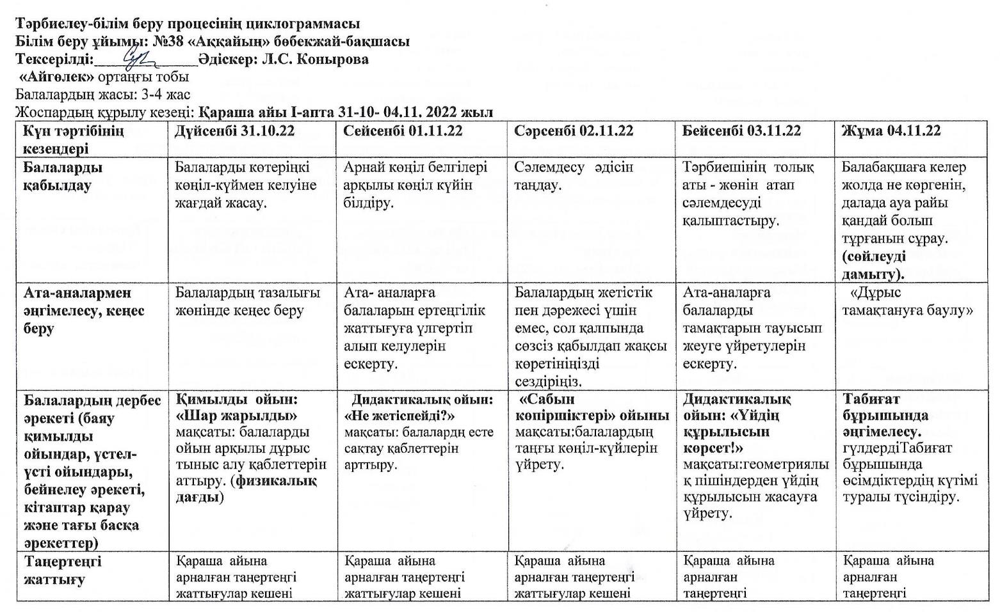 Тәрбиелеу-білім беру процесінің циклограммасы
Білім беру ұйымы: №38 «Аққайың» бөбекжай-бақшасы
Тексерілді:____________Әдіскер: Л.С. Конырова
«Айгөлек» ортаңғы тобы
Балалардың жасы: 3-4 жас
Жоспардың құрылу кезеңі: Қараша айы І-апта 31-10- 04.11. 2022 жыл
Күн тәртібінің
кезеңдері
Дүйсенбі 31.10.22
Сейсенбі 01.11.22
Сәрсенбі 02.11.22
Бейсенбі 03.11.22
Жұма 04.11.22
Балаларды
қабылдау
Балаларды көтеріңкі
көңіл-күймен келуіне
жағдай жасау.
Арнай көңіл белгілері
арқылы көңіл күйін
білдіру.
Сәлемдесу әдісін
таңдау.
Тәрбиешінің толық
аты - жөнін атап
сәлемдесуді
қалыптастыру.
Балабақшаға келер
жолда не көргенін,
далада ауа райы
қандай болып
тұрғанын сұрау.
(сөйлеуді
дамыту).
Ата-аналармен
әңгімелесу, кеңес
беру
Балалардың тазалығы
жөнінде кеңес беру
Ата- аналарға
балаларын ертеңгілік
жаттығуға үлгертіп
алып келулерін
ескерту.
Балалардың жетістік
пен дәрежесі үшін
емес, сол қалпында
сөзсіз қабылдап жақсы
көретініңізді
сездіріңіз.
Ата-аналарға
балаларды
тамақтарын тауысып
жеуге үйретулерін
ескерту.
«Дұрыс
тамақтануға баулу»
Балалардың дербес
әрекеті (баяу
қимылды
ойындар, үстел-
үсті ойындары,
бейнелеу әрекеті,
кітаптар қарау
және тағы басқа
әрекеттер)
Қимылды ойын:
«Шар жарылды»
мақсаты: балаларды
ойын арқылы дұрыс
тыныс алу қаблеттерін
аттыру. (физикалық
дағды)
Дидактикалық ойын:
«Не жетіспейді?»
мақсаты: балалардң есте
сақтау қаблеттерін
арттыру.
«Сабын
көпіршіктері» ойыны
мақсаты:балалардың
таңғы көңіл-күйлерін
үйрету.
Дидактикалық
ойын: «Үйдің
құрылысын
көрсет!»
мақсаты:геометриялы
қ пішіндерден үйдің
құрылысын жасауға
үйрету.
Табиғат
бұрышында
әңгімелесу.
гүлдердіТабиғат
бұрышында
өсімдіктердің күтімі
туралы түсіндіру.
Таңертеңгі
жаттығу
Қараша айына
арналған таңертеңгі
жаттығулар кешені
Қараша айына
арналған таңертеңгі
жаттығулар кешені
Қараша айына
арналған таңертеңгі
жаттығулар кешені
Қараша айына
арналған
таңертеңгі
Қараша айына
арналған
таңертеңгі